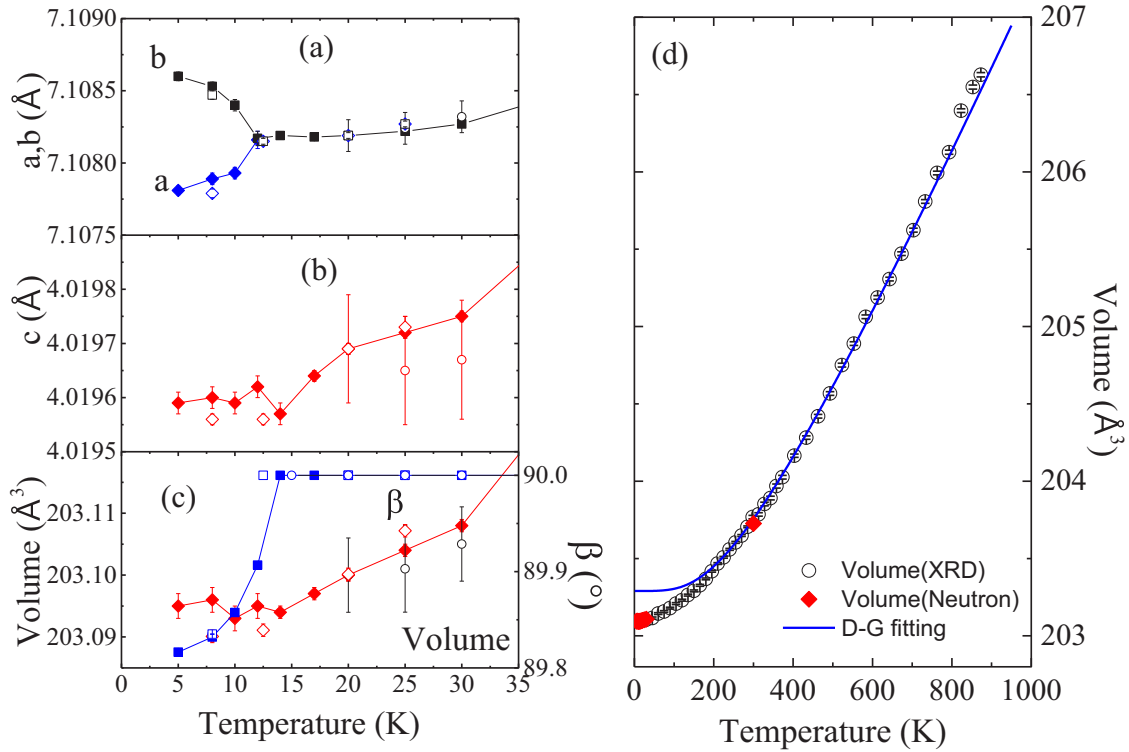 (a)
7.1090
7.1085
7.1080
7.1075
a,b (Å)
b
a
(b)
4.0198
4.0197
4.0196
4.0195
c (Å)
(c)
203.11
203.10
203.09
Volume (Å³)
90.0
89.9
89.8
β (°)
β
Volume
0 5 10 15 20 25 30 35
Temperature (K)
(d)
207
206
205
204
203
Volume (Å³)
Volume(XRD)
Volume(Neutron)
D-G fitting
0 200 400 600 800 1000
Temperature (K)